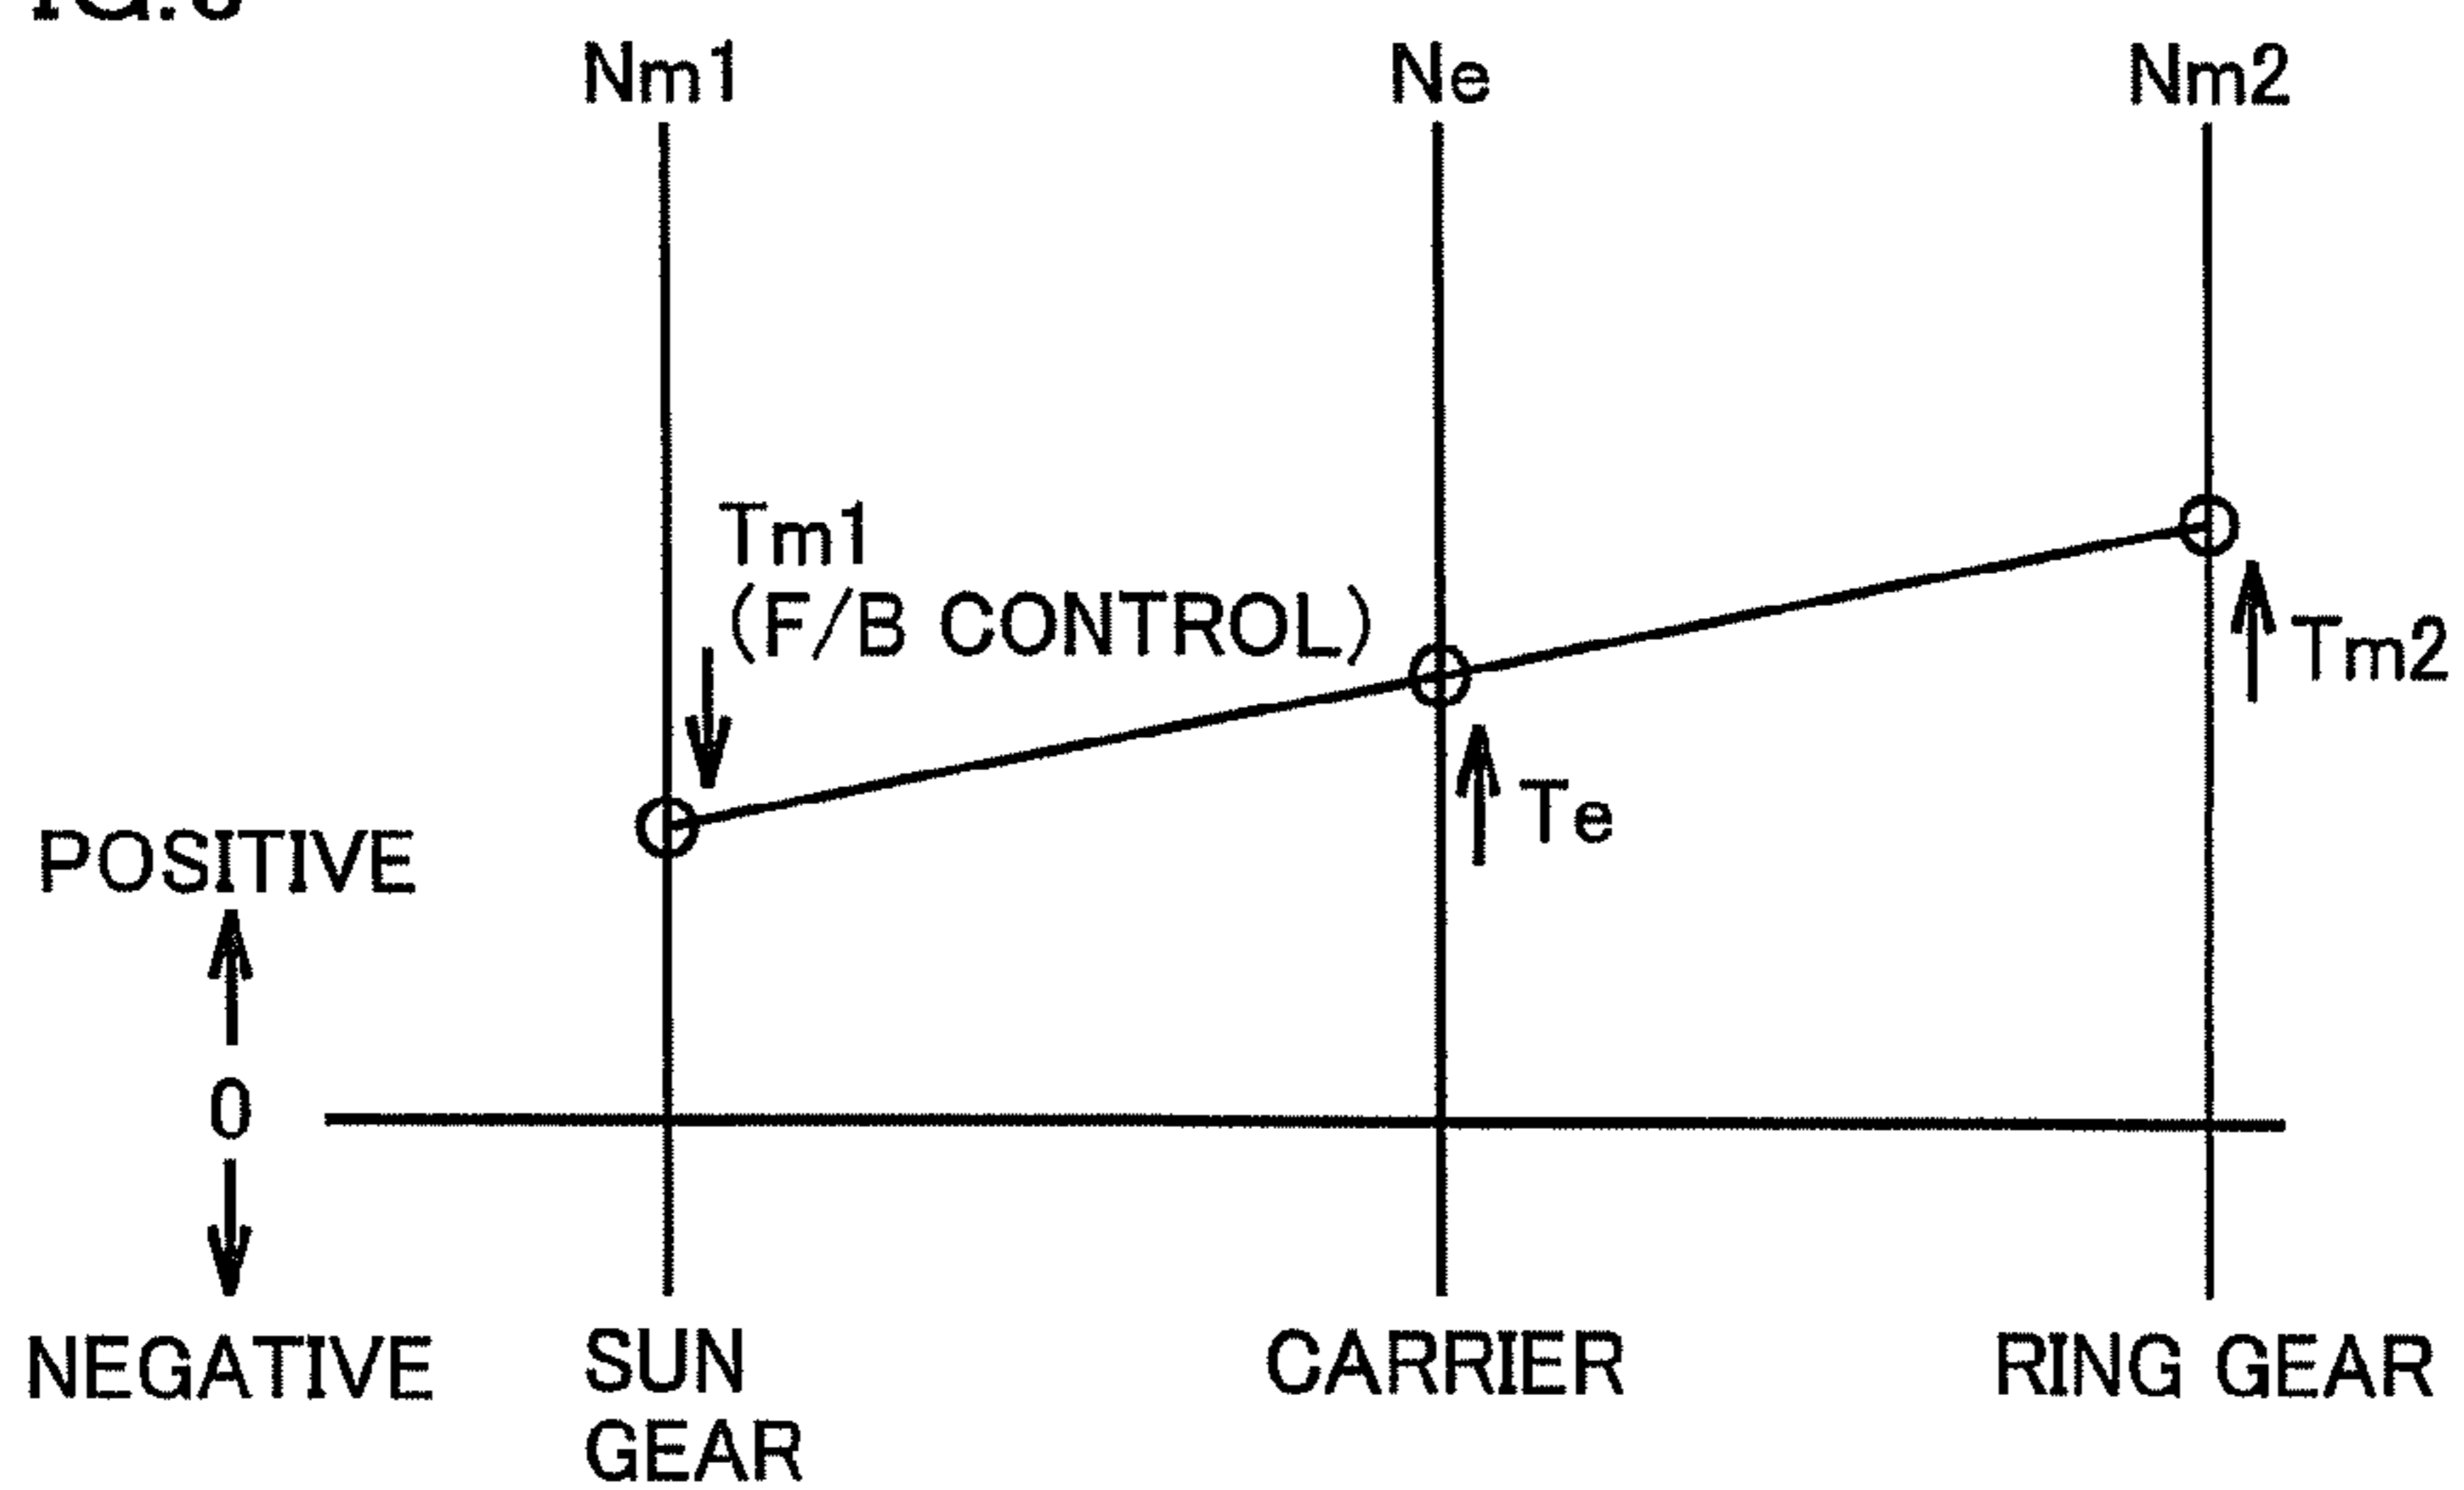 Nm1
Ne
Nm2
Tm1
(F/B CONTROL)
Tm2
Te
POSITIVE
0
NEGATIVE
SUN
GEAR
CARRIER
RING GEAR